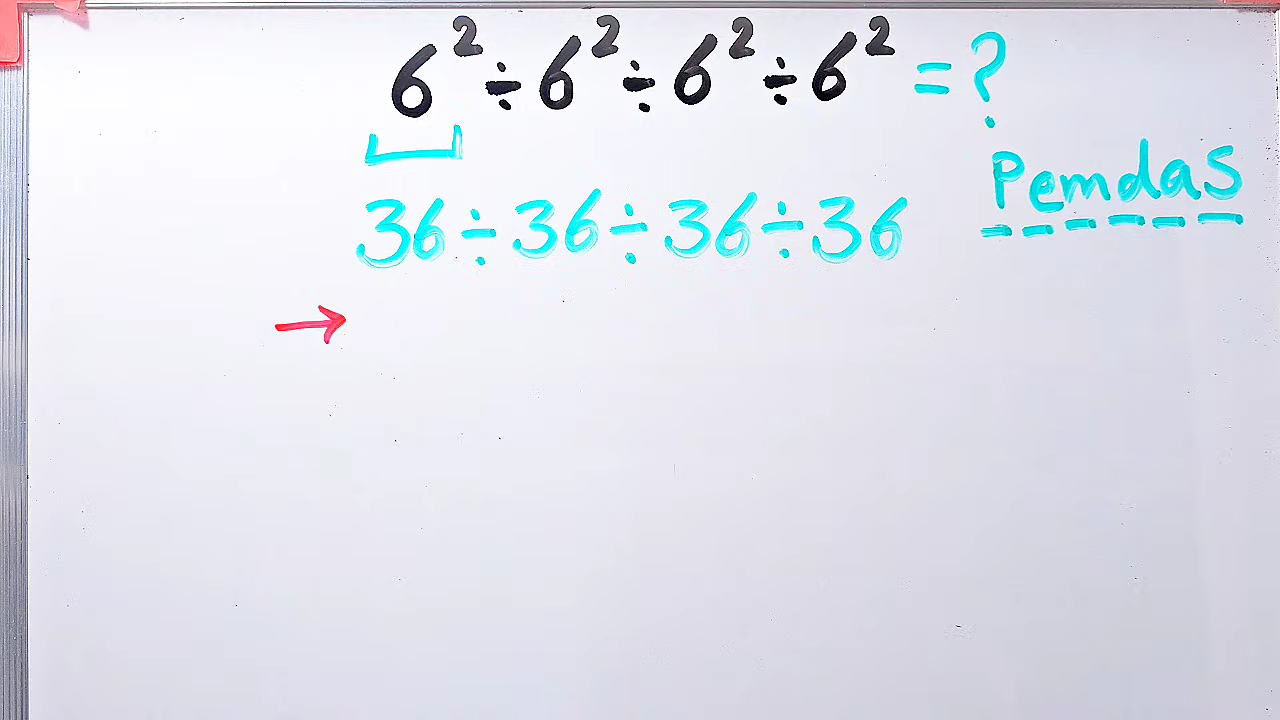 6² ÷ 6² ÷ 6² ÷ 6² = ?
Pemdas
36 ÷ 36 ÷ 36 ÷ 36
→